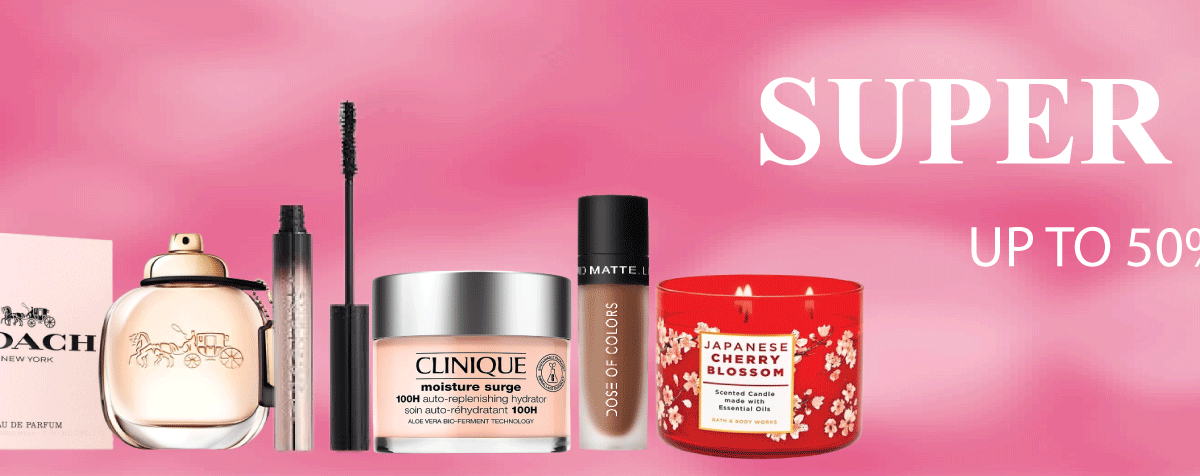 SUPER
UP TO 50%
OACH
NEW YORK
AU DE PARFUM
CLINIQUE
moisture surge
100H auto-replenishing hydrator
soin auto-réhydratant 100H
ALOE VERA BIO-FERMENT TECHNOLOGY
D MATTE.L
DOSE OF COLORS
JAPANESE
CHERRY
BLOSSOM
Scented Candle
made with
Essential Oils
BATH & BODY WORKS